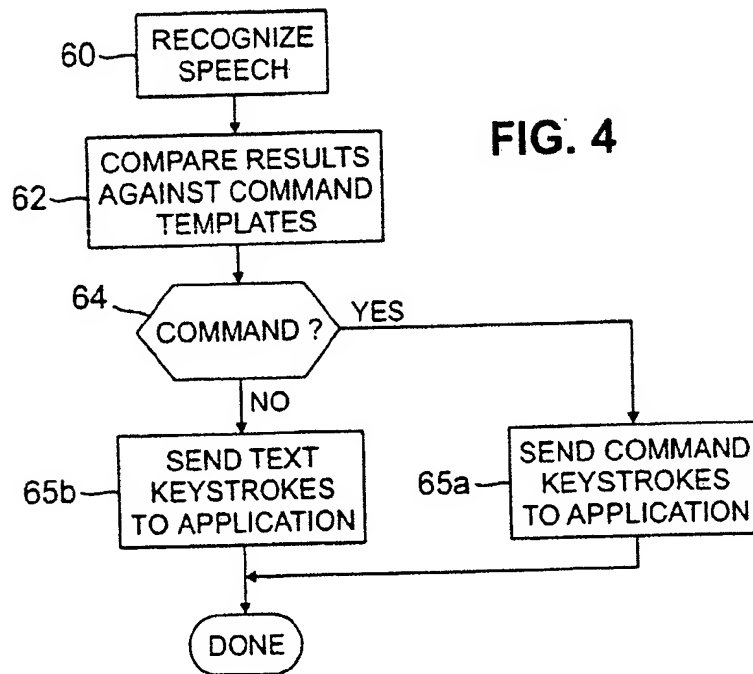 60
RECOGNIZE
SPEECH
FIG. 4
62
COMPARE RESULTS
AGAINST COMMAND
TEMPLATES
64
COMMAND ?
YES
NO
65b
SEND TEXT
KEYSTROKES
TO APPLICATION
65a
SEND COMMAND
KEYSTROKES
TO APPLICATION
DONE